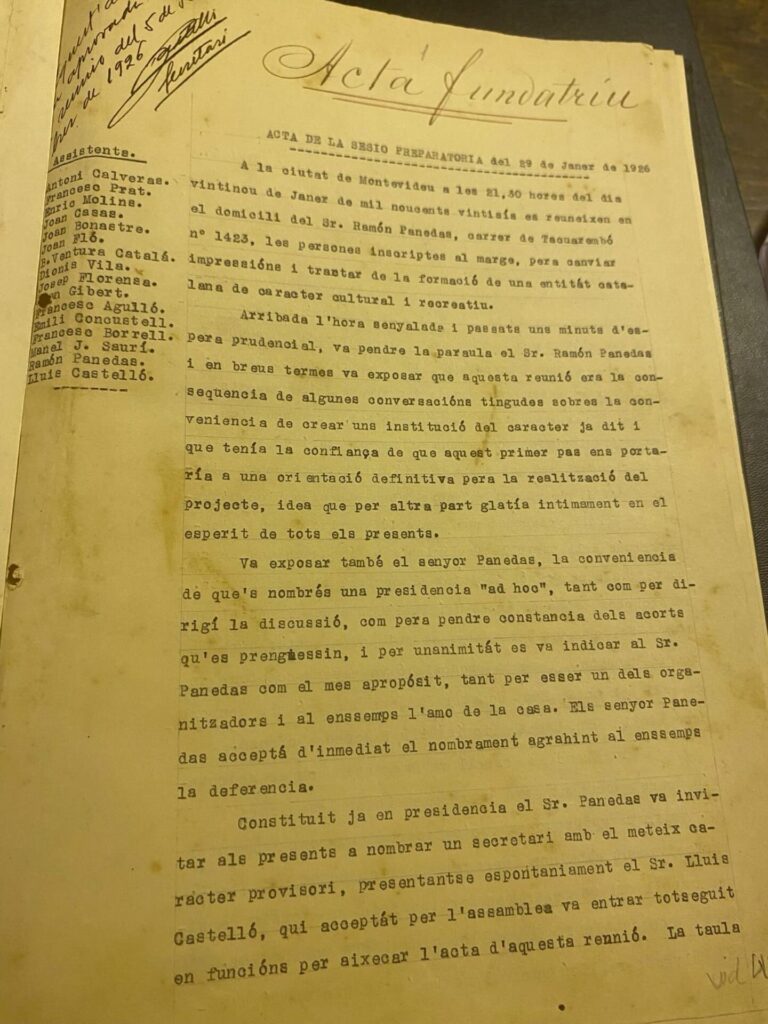 aprovada
reunio del 5 de
de 1926
Castelló
Secretari
Acta fundatriu
Assistents.
Antoni Calveras.
Francesc Prat.
Enric Molins.
Joan Casas.
Joan Bonastre.
Joan Fló.
B.Ventura Catalá.
Dionis Vila.
Josep Florensa.
Gibert.
Francesc Agulló.
Emili Concustell.
Francesc Borrell.
Manel J. Saurí.
Ramón Panedas.
Lluis Castelló.
ACTA DE LA SESIO PREPARATORIA del 29 de Janer de 1926
A la ciutat de Montevideu a les 21,30 hores del dia
vintinou de Janer de mil noucents vintisis es reuneixen en
el domicili del Sr. Ramón Panedas, carrer de Tacuarembó
nº 1423, les persones inscriptes al marge, pera canviar
impressións i tractar de la formació de una entitát cata-
lana de caracter cultural i recreatiu.
Arribada l'hora senyalada i passats uns minuts d'es-
pera prudencial, va pendre la paraula el Sr. Ramón Panedas
i en breus termes va exposar que aquesta reunió era la con-
sequencia de algunes conversacións tingudes sobre la con-
veniencia de crear una institució del caracter ja dit i
que tenía la confiança de que aquest primer pas ens porta-
ría a una orientació definitiva pera la realització del
projecte, idea que per altra part glatía intimament en el
esperit de tots els presents.
Va exposar també el senyor Panedas, la conveniencia
de que's nombrés una presidencia "ad hoc", tant com per di-
rigí la discussió, com pera pendre constancia dels acorts
qu'es prenguessin, i per unanimitát es va indicar al Sr.
Panedas com el mes apropósit, tant per esser un dels orga-
nitzadors i al enssemps l'amo de la casa. Els senyor Pane-
das acceptá d'inmediat el nombrament agrahint al enssemps
la deferencia.
Constituit ja en presidencia el Sr. Panedas va invi-
tar als presents a nombrar un secretari amb el meteix ca-
racter provisori, presentantse espontaniament el Sr. Lluis
Castelló, qui acceptát per l'assamblea va entrar totseguit
en funcións per aixecar l'acta d'aquesta rennió. La taula